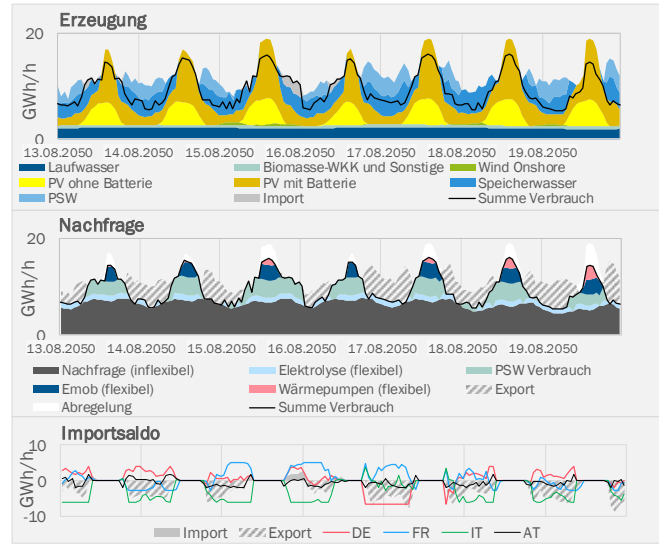 Erzeugung
20
GWh/h
0
13.08.2050 14.08.2050 15.08.2050 16.08.2050 17.08.2050 18.08.2050 19.08.2050
Laufwasser Biomasse-WKK und Sonstige Wind Onshore
PV ohne Batterie PV mit Batterie Speicherwasser
PSW Import Summe Verbrauch
Nachfrage
20
GWh/h
0
13.08.2050 14.08.2050 15.08.2050 16.08.2050 17.08.2050 18.08.2050 19.08.2050
Nachfrage (inflexibel) Elektrolyse (flexibel) PSW Verbrauch
Emob (flexibel) Wärmepumpen (flexibel) Export
Abregelung Summe Verbrauch
Importsaldo
10
GWh/h
0
-10
Import Export DE FR IT AT